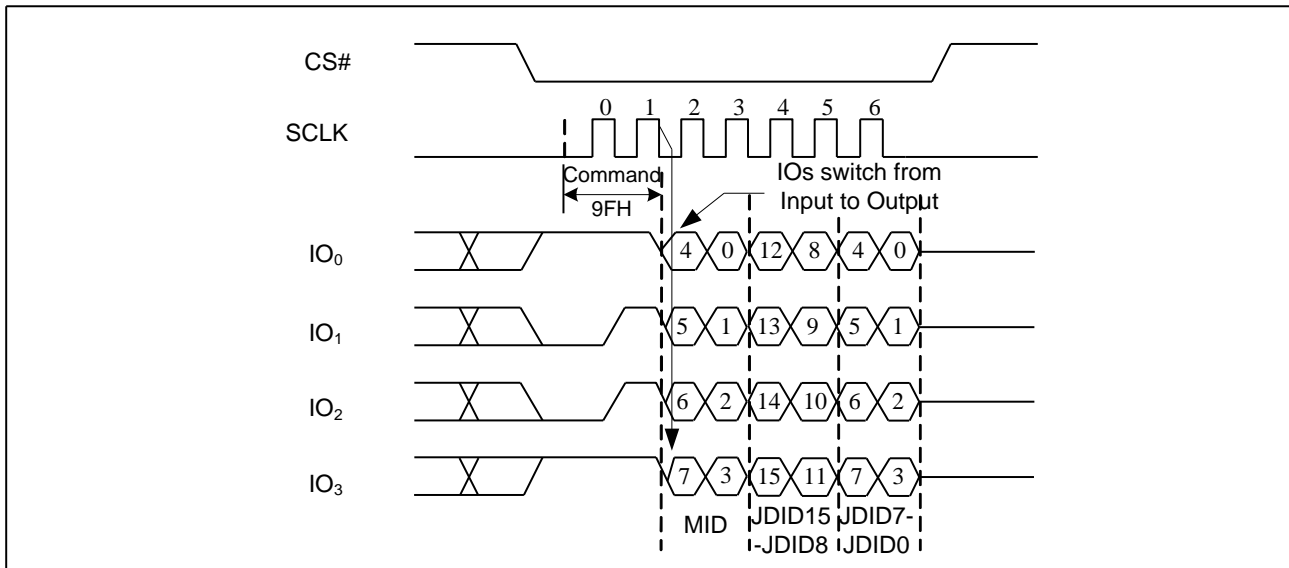 CS#
0 1 2 3 4 5 6
SCLK
Command
9FH
IOs switch from
Input to Output
IO₀
4 0 12 8 4 0
IO₁
5 1 13 9 5 1
IO₂
6 2 14 10 6 2
IO₃
7 3 15 11 7 3
MID
JDID15
-JDID8
JDID7-
JDID0